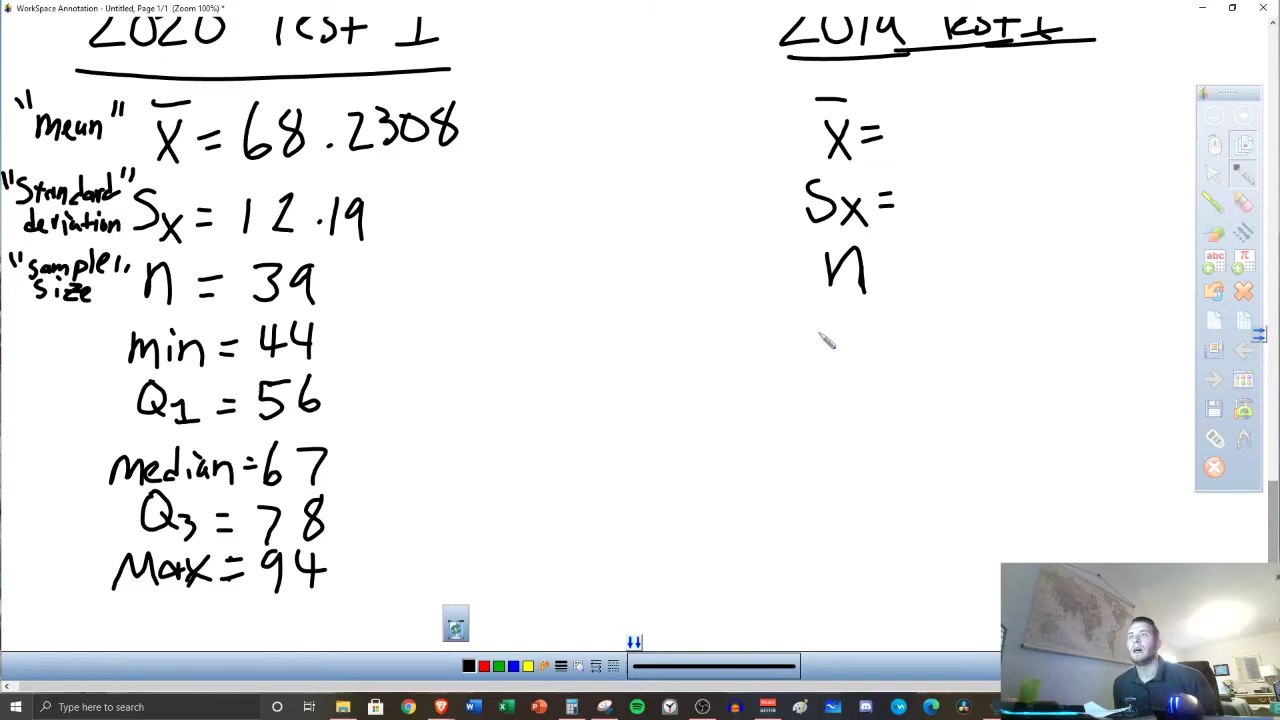 WorkSpace Annotation - Untitled, Page 1/1 (Zoom 100%) *
2020 Test 1
"Mean" x̄ = 68.2308
"Standard deviation" Sx = 12.19
"sample size" n = 39
min = 44
Q1 = 56
median = 67
Q3 = 78
Max = 94
2019 Test 1
x̄ =
Sx =
n
abc
π
Type here to search